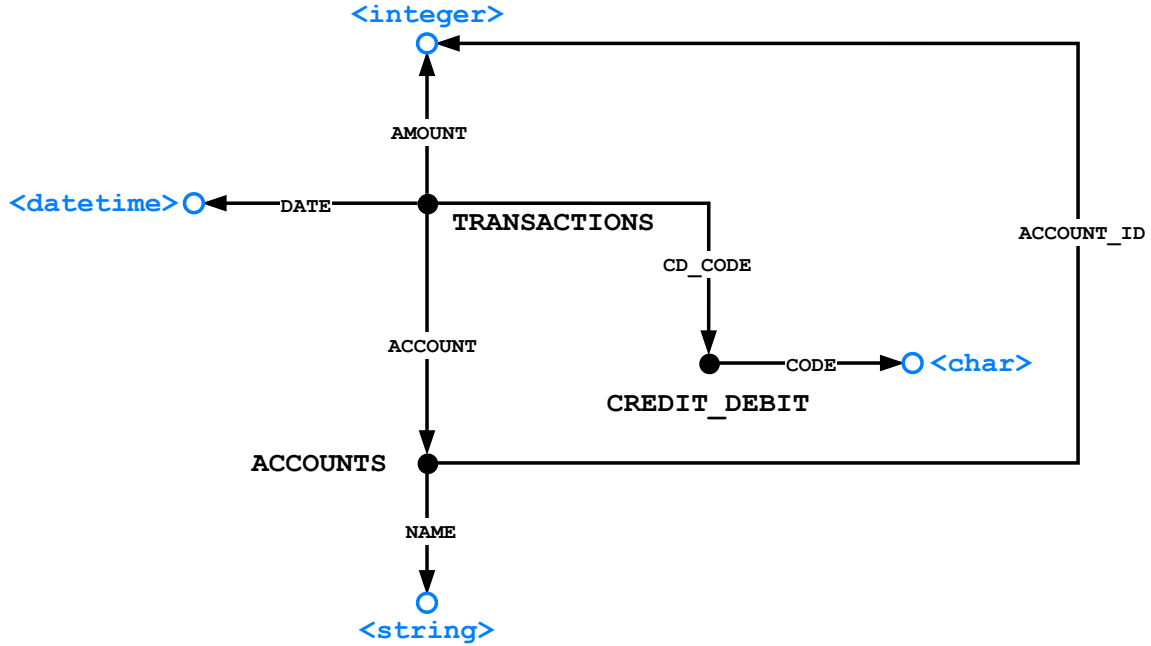 <integer>
AMOUNT
<datetime>
DATE
TRANSACTIONS
ACCOUNT_ID
CD_CODE
ACCOUNT
CODE
<char>
CREDIT_DEBIT
ACCOUNTS
NAME
<string>